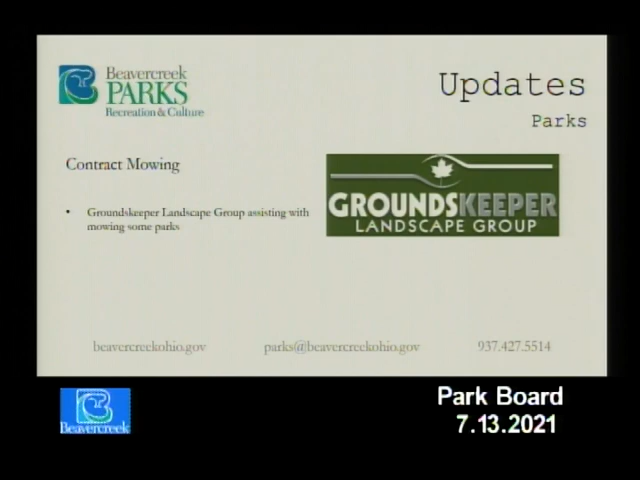 Beavercreek
PARKS
Recreation & Culture
Updates
Parks
Contract Mowing
• Groundskeeper Landscape Group assisting with
mowing some parks
GROUNDSKEEPER
LANDSCAPE GROUP
beavercreekohio.gov parks@beavercreekohio.gov 937.427.5514
Beavercreek
Park Board
7.13.2021